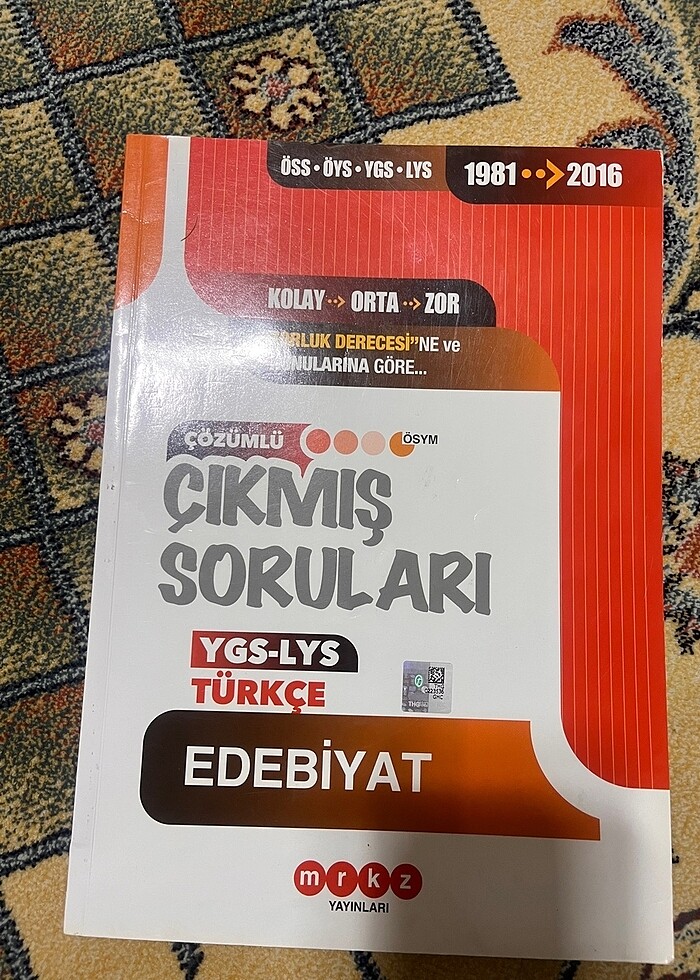 ÖSS • ÖYS • YGS • LYS
1981 ••> 2016
KOLAY ··> ORTA ··> ZOR
DERECESİ”NE ve
GÖRE...
ÇÖZÜMLÜ
ÖSYM
ÇIKMIŞ
SORULARI
YGS-LYS
TÜRKÇE
EDEBİYAT
mrkz
YAYINLARI